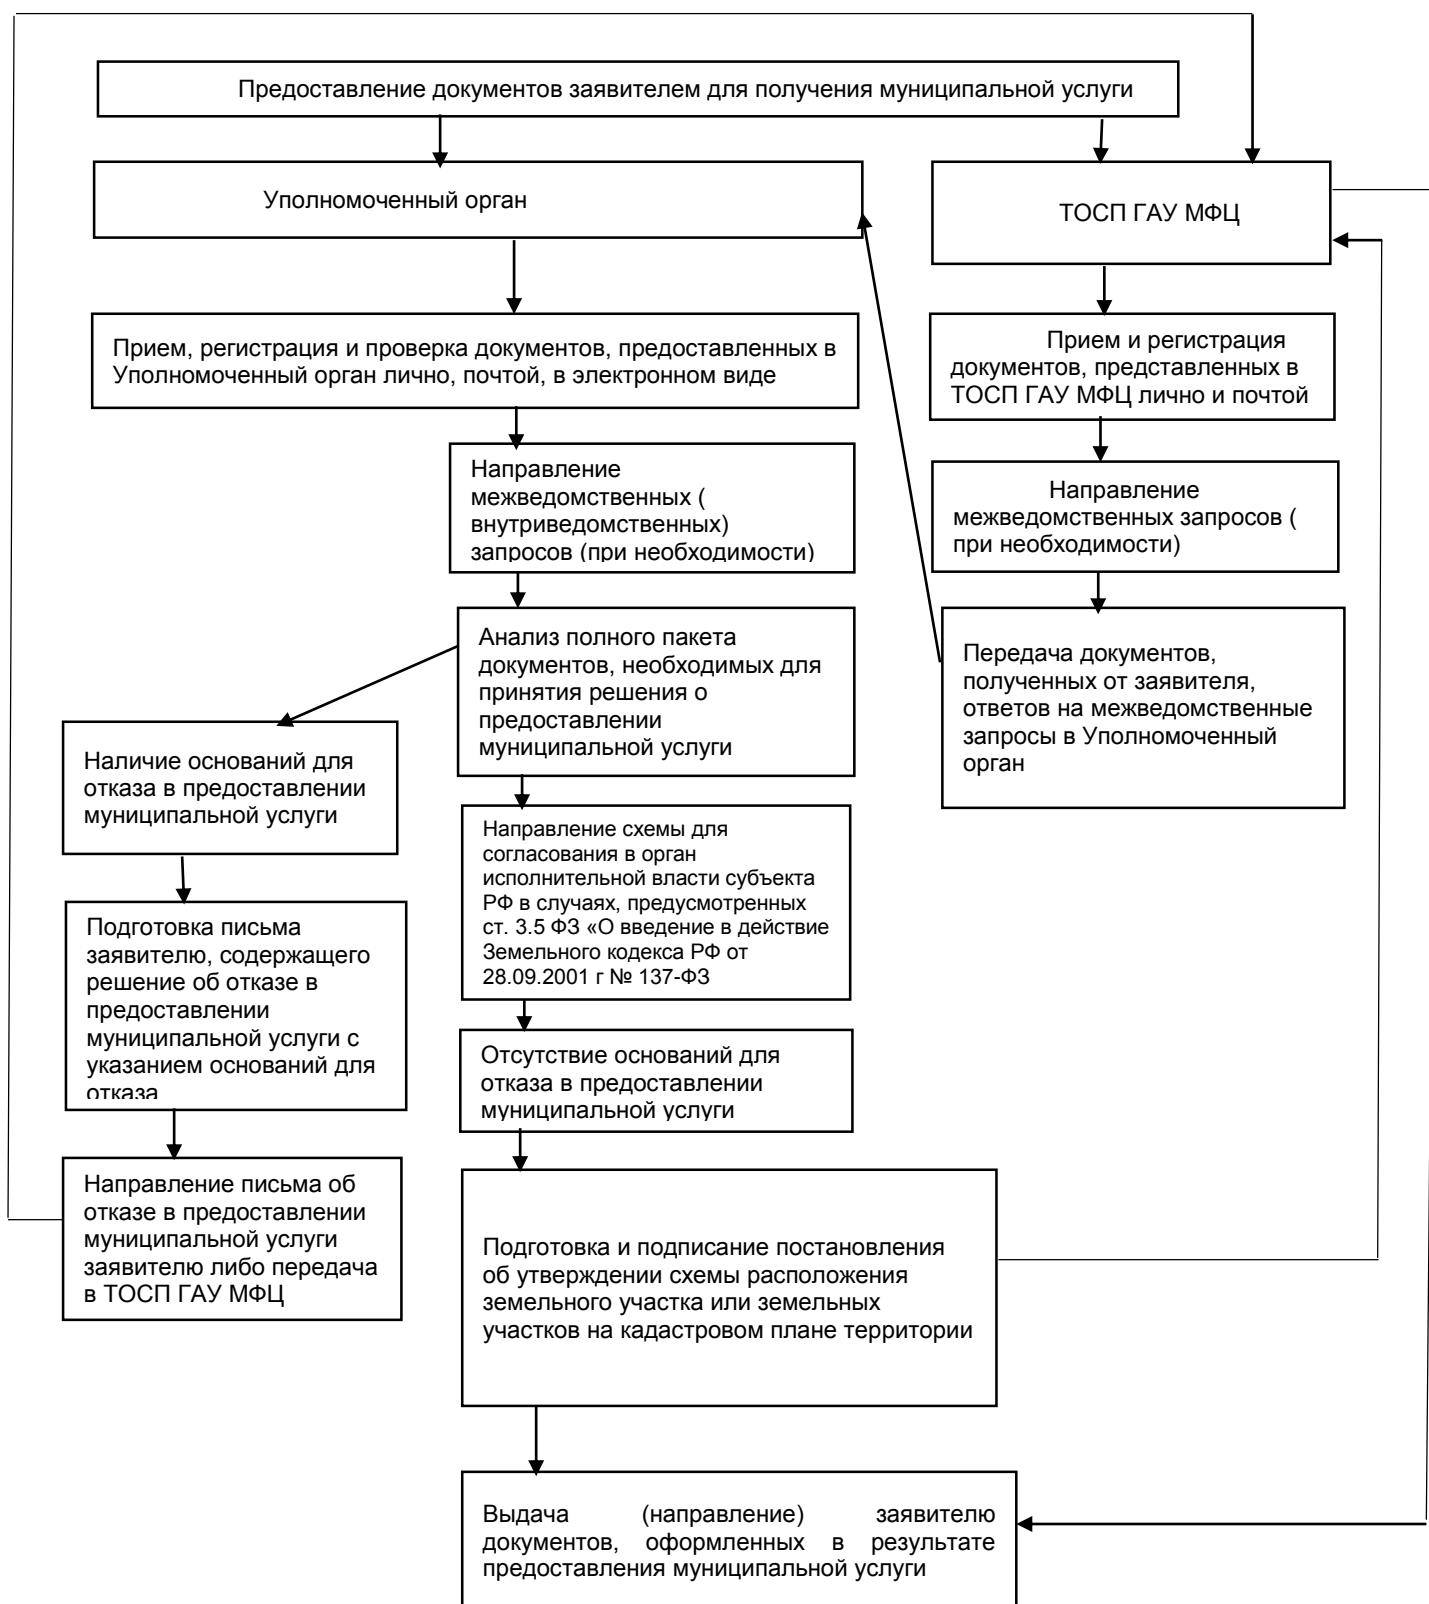 Предоставление документов заявителем для получения муниципальной услуги
Уполномоченный орган
ТОСП ГАУ МФЦ
Прием, регистрация и проверка документов, предоставленных в
Уполномоченный орган лично, почтой, в электронном виде
Прием и регистрация
документов, представленных в
ТОСП ГАУ МФЦ лично и почтой
Направление
межведомственных (
внутриведомственных)
запросов (при необходимости)
Направление
межведомственных запросов (
при необходимости)
Анализ полного пакета
документов, необходимых для
принятия решения о
предоставлении
муниципальной услуги
Передача документов,
полученных от заявителя,
ответов на межведомственные
запросы в Уполномоченный
орган
Наличие оснований для
отказа в предоставлении
муниципальной услуги
Направление схемы для
согласования в орган
исполнительной власти субъекта
РФ в случаях, предусмотренных
ст. 3.5 ФЗ «О введение в действие
Земельного кодекса РФ от
28.09.2001 г № 137-ФЗ
Подготовка письма
заявителю, содержащего
решение об отказе в
предоставлении
муниципальной услуги с
указанием оснований для
отказа
Отсутствие оснований для
отказа в предоставлении
муниципальной услуги
Направление письма об
отказе в предоставлении
муниципальной услуги
заявителю либо передача
в ТОСП ГАУ МФЦ
Подготовка и подписание постановления
об утверждении схемы расположения
земельного участка или земельных
участков на кадастровом плане территории
Выдача (направление) заявителю
документов, оформленных в результате
предоставления муниципальной услуги